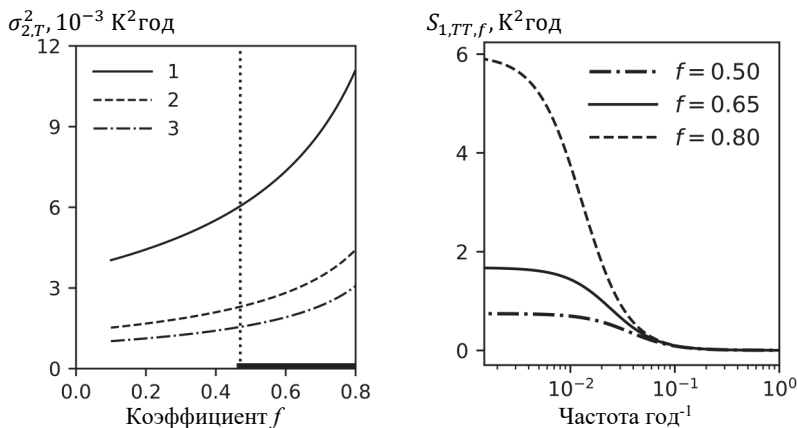 σ²₂,T, 10⁻³ К²год
12
9
6
3
0
1
2
3
0.0 0.2 0.4 0.6 0.8
Коэффициент f
S₁,TT,f, К²год
6
4
2
0
f = 0.50
f = 0.65
f = 0.80
10⁻² 10⁻¹ 10⁰
Частота год⁻¹